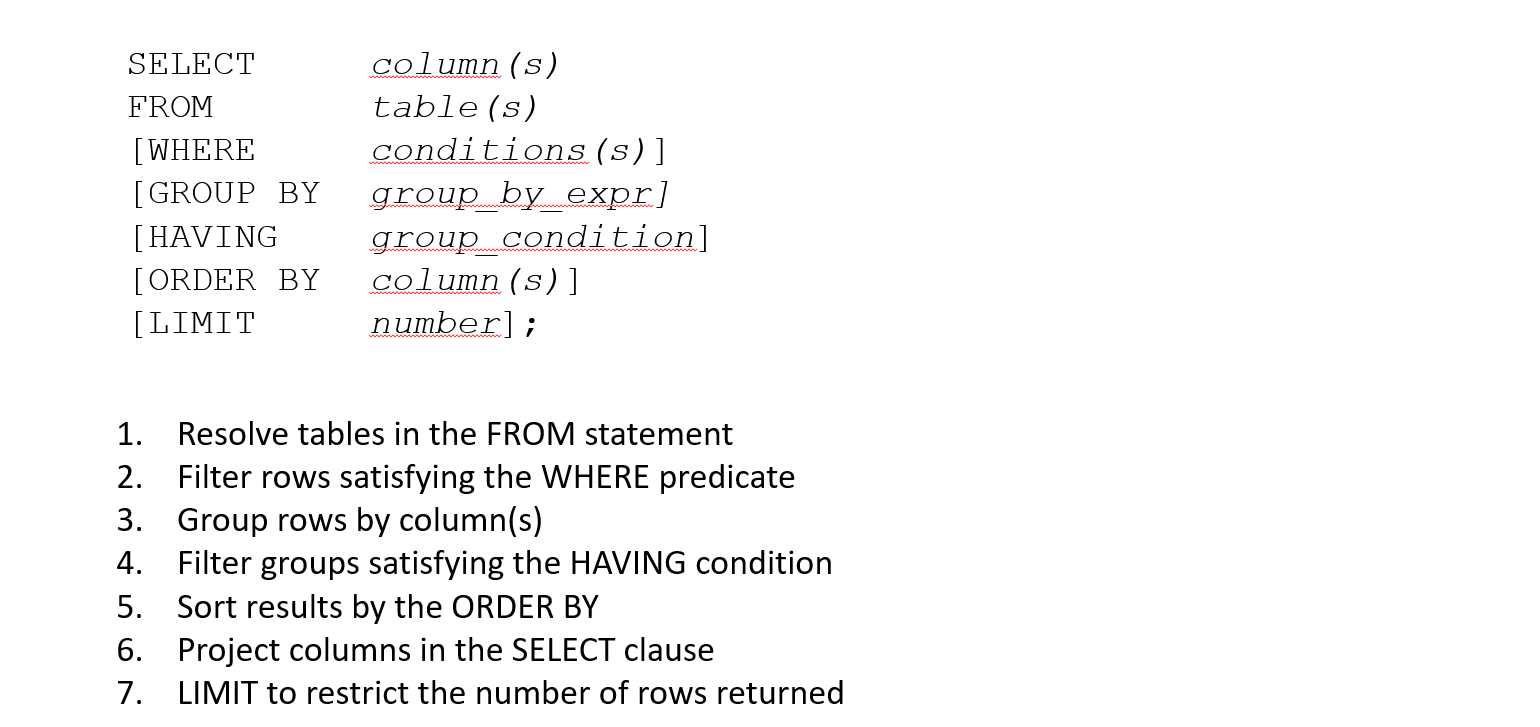 SELECT column(s)
FROM table(s)
[WHERE conditions(s)]
[GROUP BY group_by_expr]
[HAVING group_condition]
[ORDER BY column(s)]
[LIMIT number];
1. Resolve tables in the FROM statement
2. Filter rows satisfying the WHERE predicate
3. Group rows by column(s)
4. Filter groups satisfying the HAVING condition
5. Sort results by the ORDER BY
6. Project columns in the SELECT clause
7. LIMIT to restrict the number of rows returned